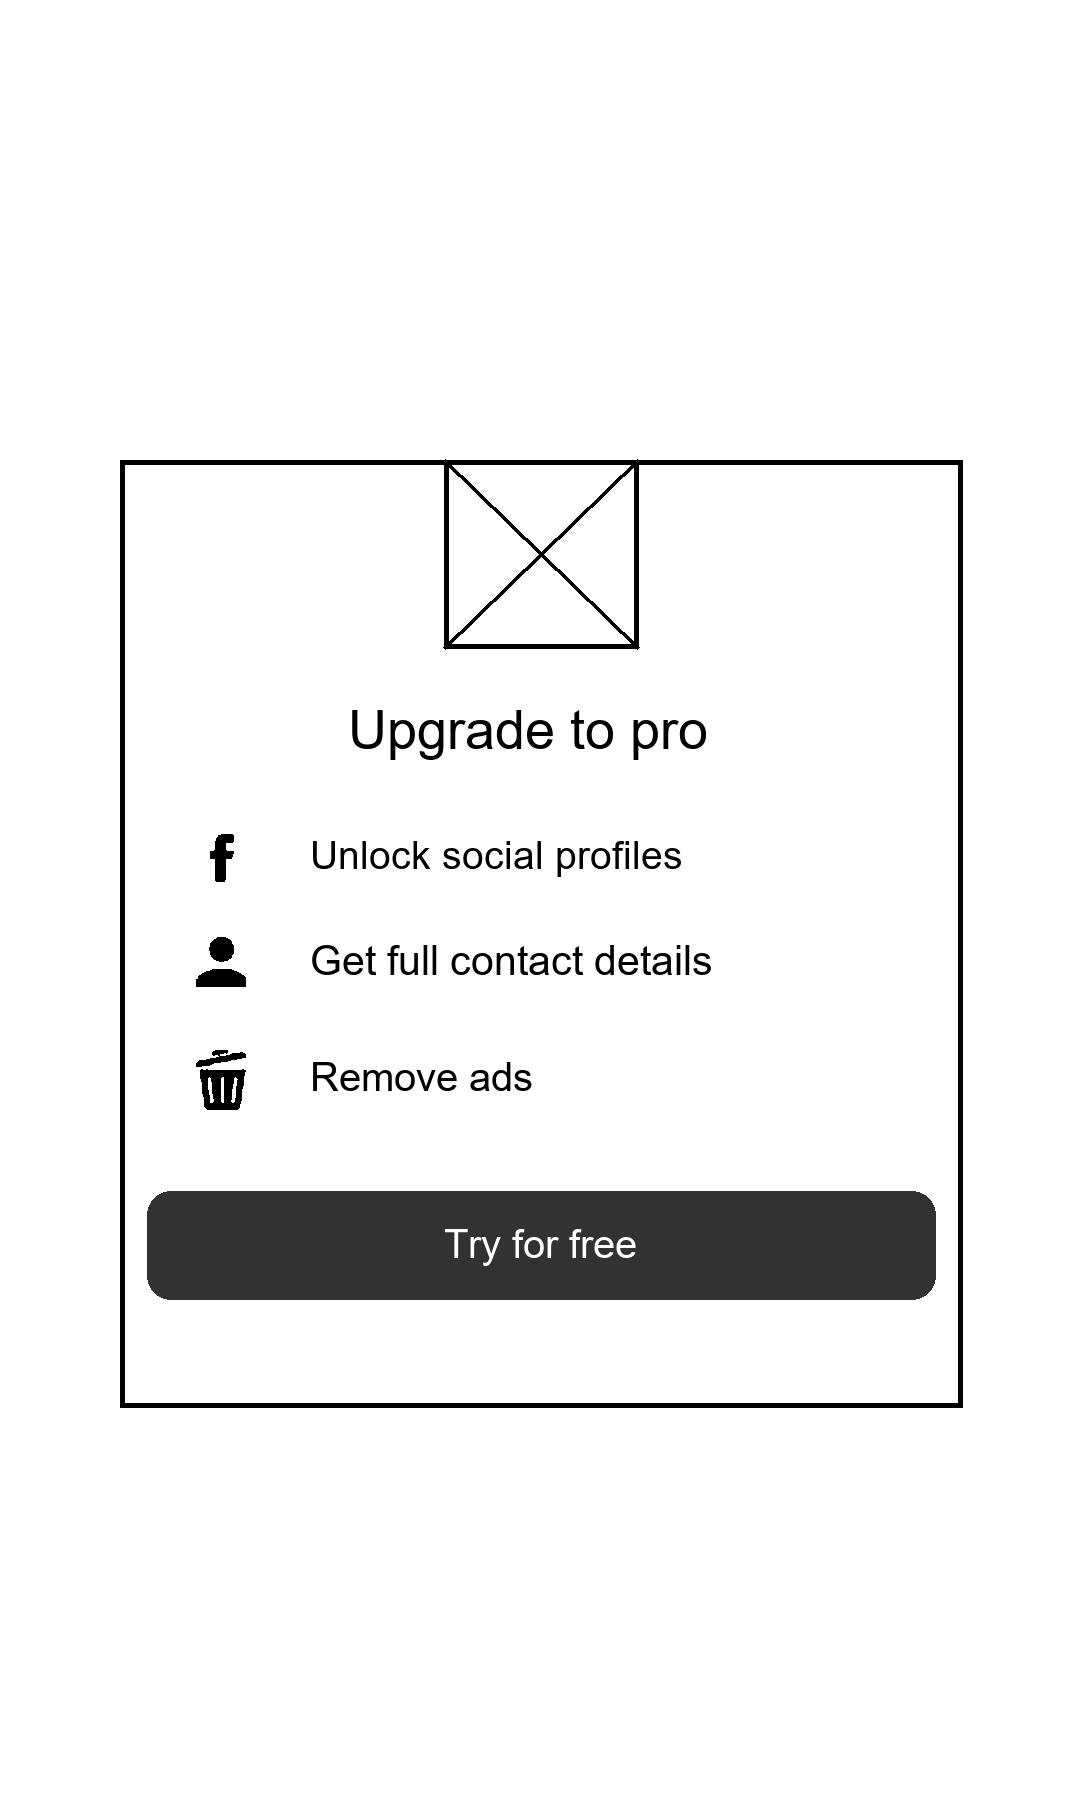 Upgrade to pro
Unlock social profiles
Get full contact details
Remove ads
Try for free